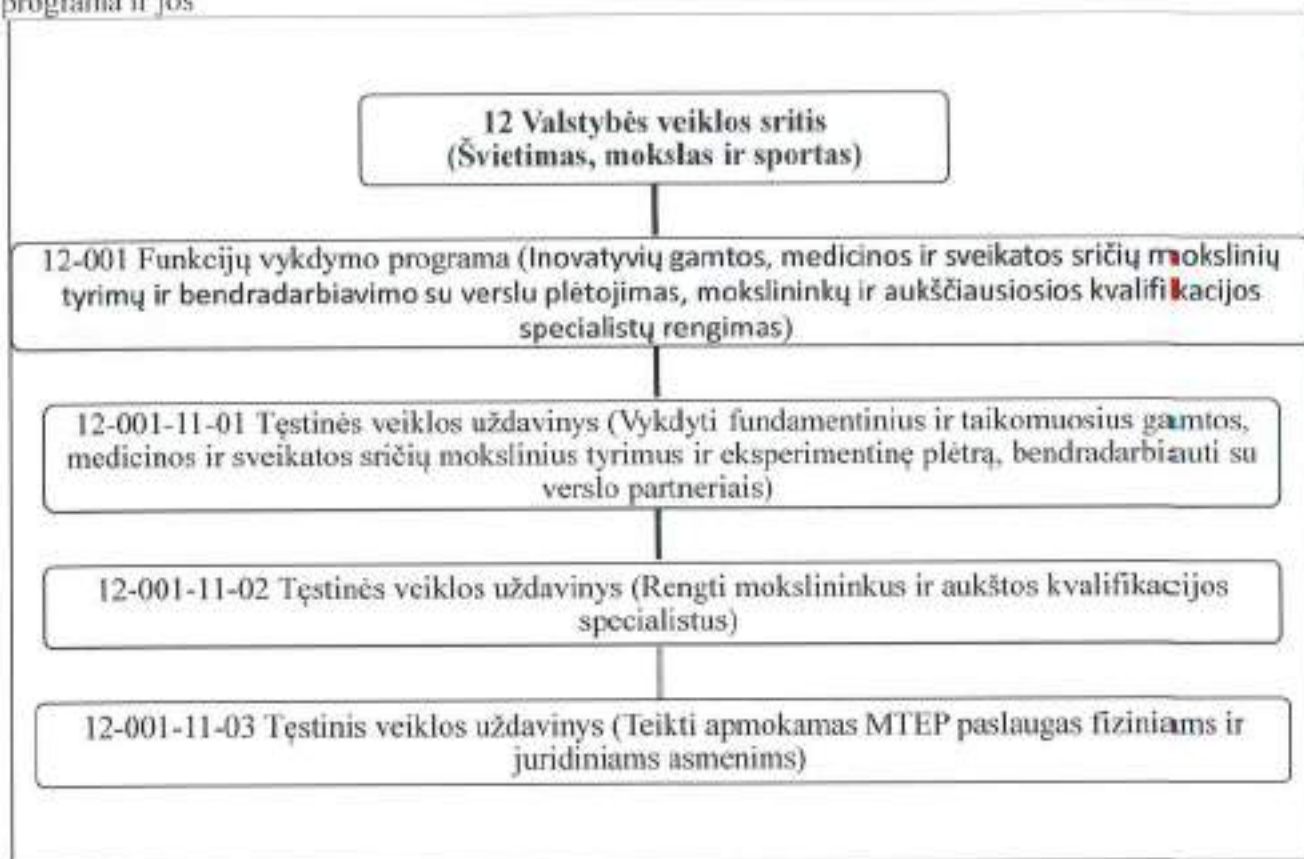 programa ir jos
12 Valstybės veiklos sritis
(Švietimas, mokslas ir sportas)
12-001 Funkcijų vykdymo programa (Inovatyvių gamtos, medicinos ir sveikatos sričių mokslinių
tyrimų ir bendradarbiavimo su verslu plėtojimas, mokslininkų ir aukščiausiosios kvalifikacijos
specialistų rengimas)
12-001-11-01 Tęstinės veiklos uždavinys (Vykdyti fundamentinius ir taikomuosius gamtos,
medicinos ir sveikatos sričių mokslinius tyrimus ir eksperimentinę plėtrą, bendradarbiauti su
verslo partneriais)
12-001-11-02 Tęstinės veiklos uždavinys (Rengti mokslininkus ir aukštos kvalifikacijos
specialistus)
12-001-11-03 Tęstinis veiklos uždavinys (Teikti apmokamas MTEP paslaugas fiziniams ir
juridiniams asmenims)